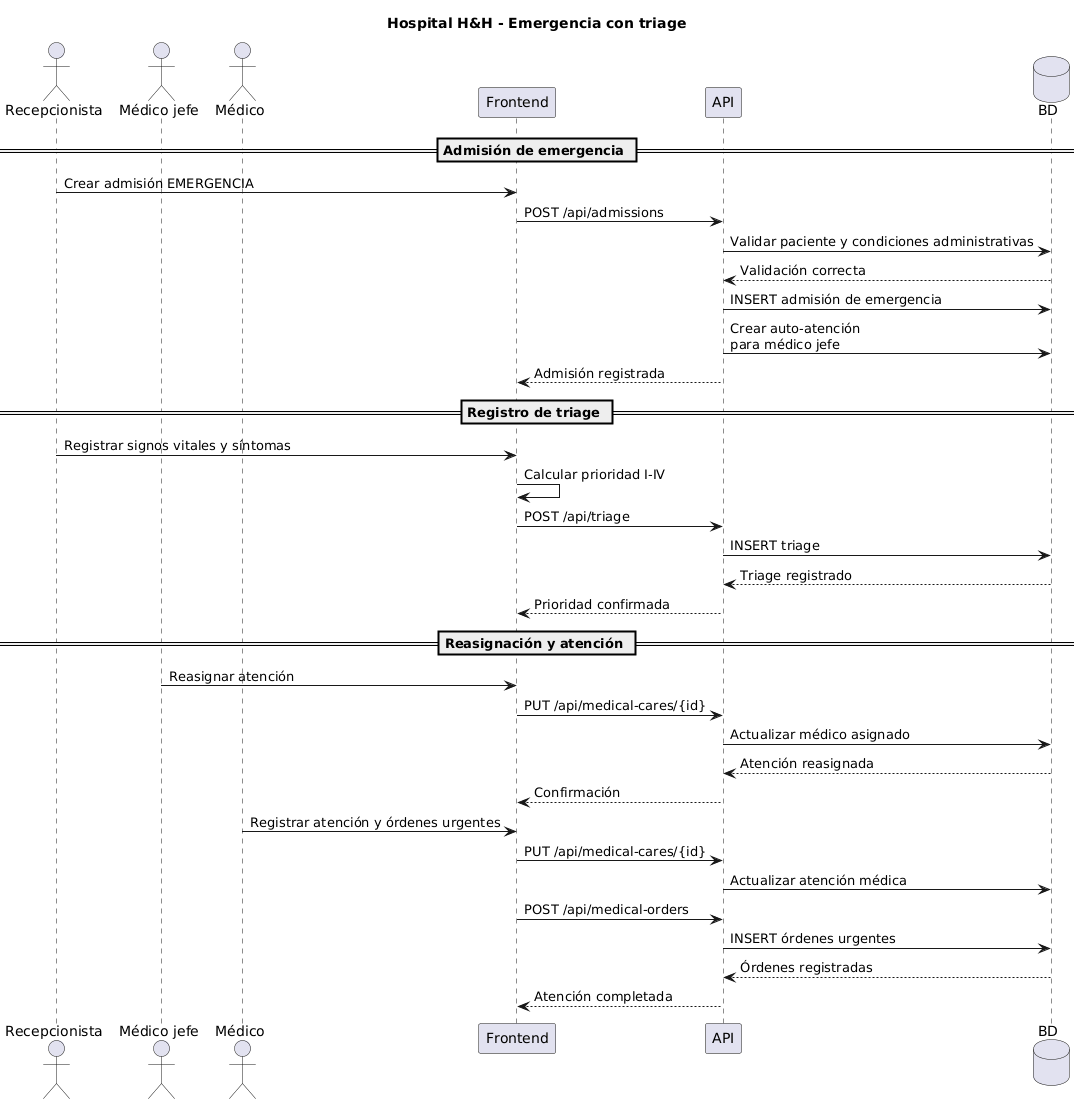 Hospital H&H - Emergencia con triage
Recepcionista
Médico jefe
Médico
Frontend
API
BD
Admisión de emergencia
Crear admisión EMERGENCIA
POST /api/admissions
Validar paciente y condiciones administrativas
Validación correcta
INSERT admisión de emergencia
Crear auto-atención
para médico jefe
Admisión registrada
Registro de triage
Registrar signos vitales y síntomas
Calcular prioridad I-IV
POST /api/triage
INSERT triage
Triage registrado
Prioridad confirmada
Reasignación y atención
Reasignar atención
PUT /api/medical-cares/{id}
Actualizar médico asignado
Atención reasignada
Confirmación
Registrar atención y órdenes urgentes
PUT /api/medical-cares/{id}
Actualizar atención médica
POST /api/medical-orders
INSERT órdenes urgentes
Órdenes registradas
Atención completada
Recepcionista
Médico jefe
Médico
Frontend
API
BD